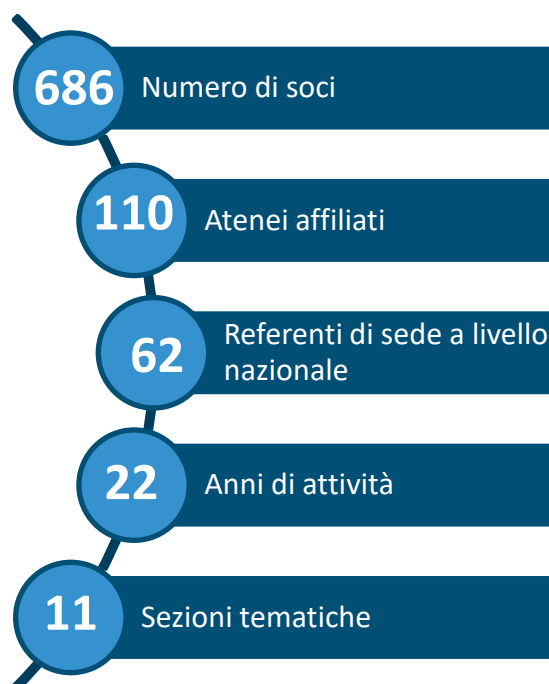 686
Numero di soci
110
Atenei affiliati
62
Referenti di sede a livello
nazionale
22
Anni di attività
11
Sezioni tematiche